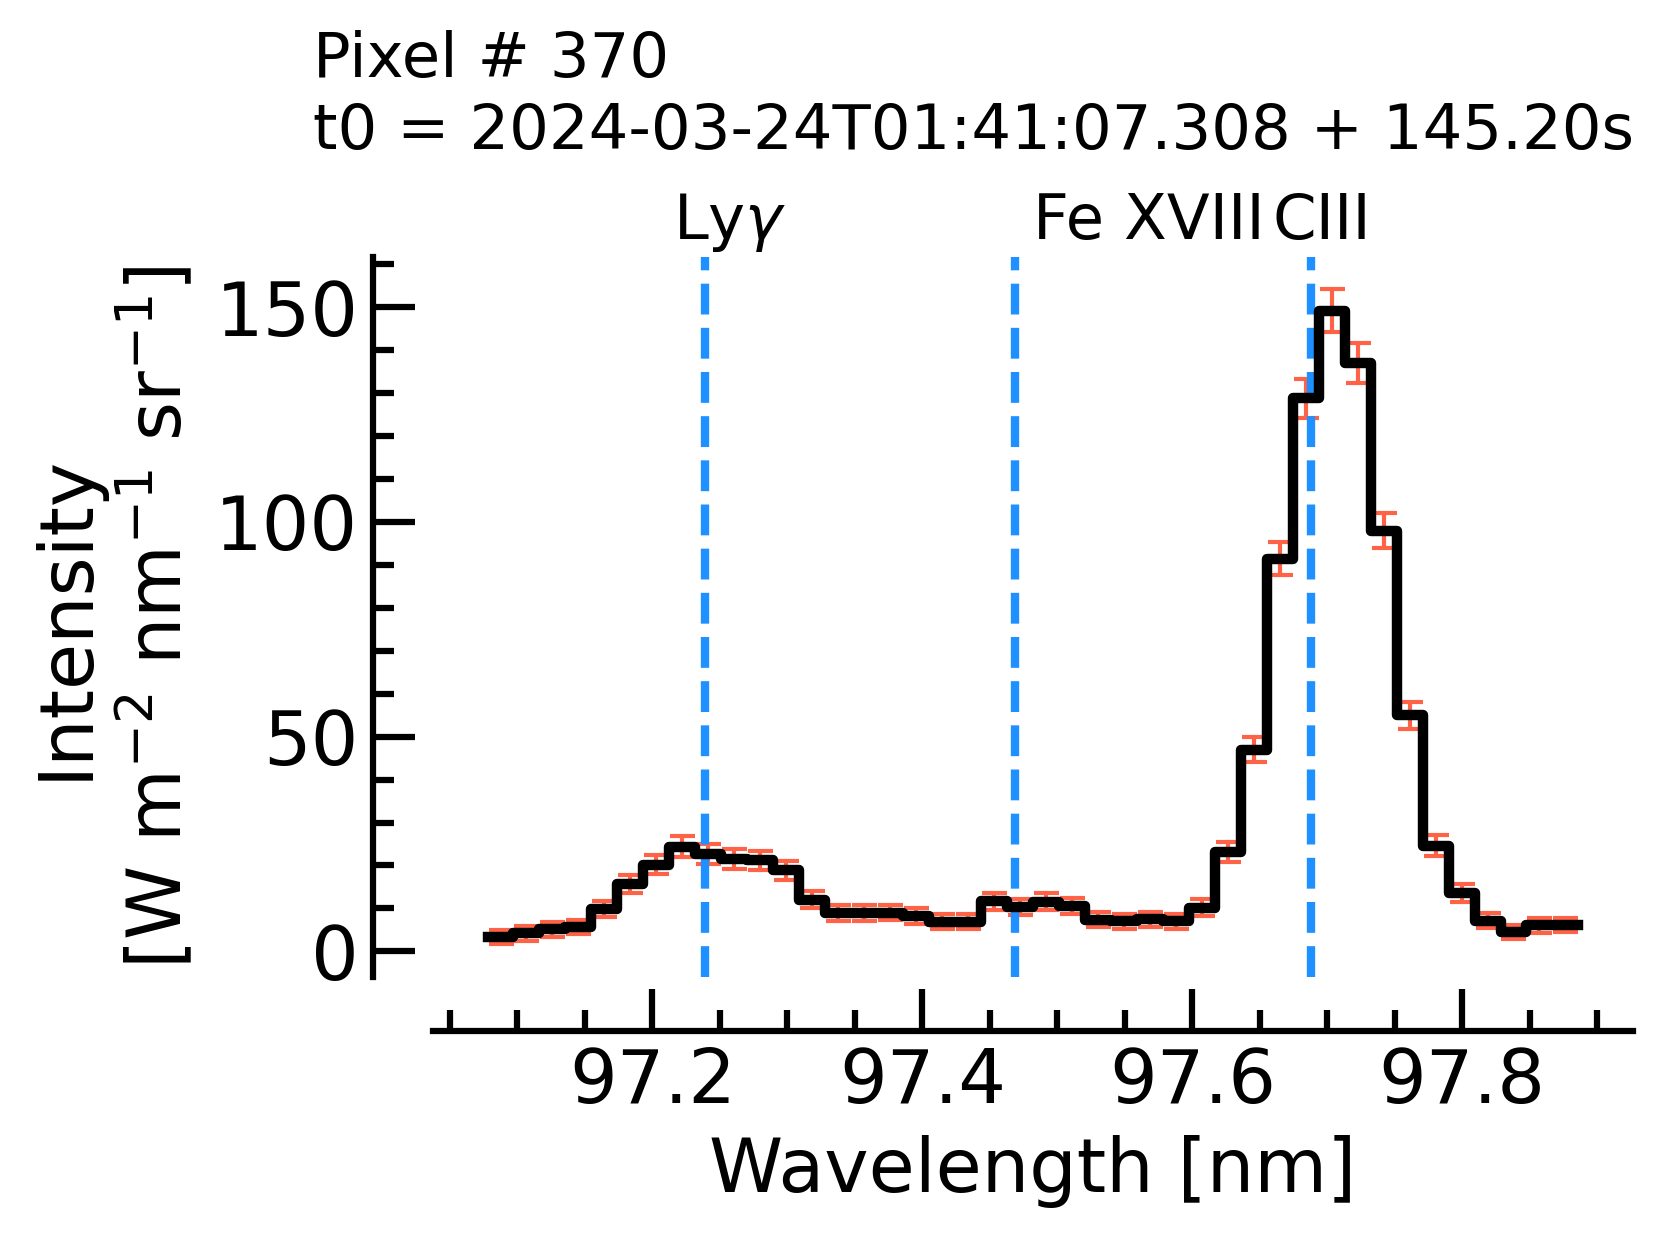 Pixel # 370
t0 = 2024-03-24T01:41:07.308 + 145.20s
Lyγ
Fe XVIII
CIII
Intensity
[W m⁻² nm⁻¹ sr⁻¹]
150
100
50
0
97.2 97.4 97.6 97.8
Wavelength [nm]